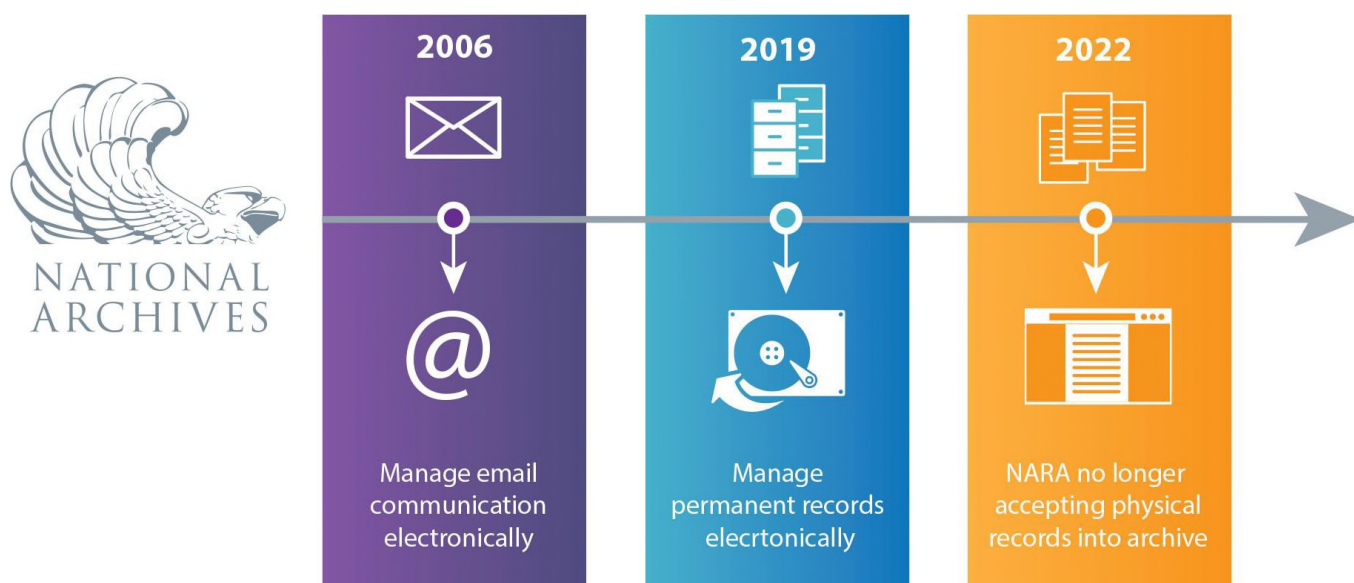 NATIONAL
ARCHIVES
2006
@
Manage email
communication
electronically
2019
Manage
permanent records
elecrtonically
2022
NARA no longer
accepting physical
records into archive